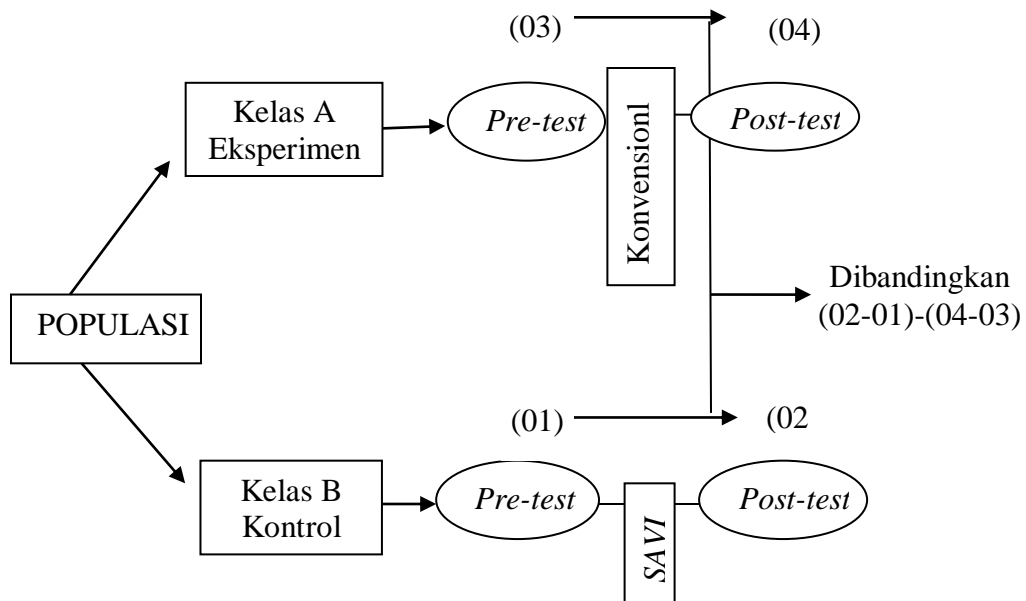 (03)
(04)
Kelas A
Eksperimen
Pre-test
Konvensionl
Post-test
POPULASI
Dibandingkan
(02-01)-(04-03)
(01)
(02
Kelas B
Kontrol
Pre-test
SAVI
Post-test